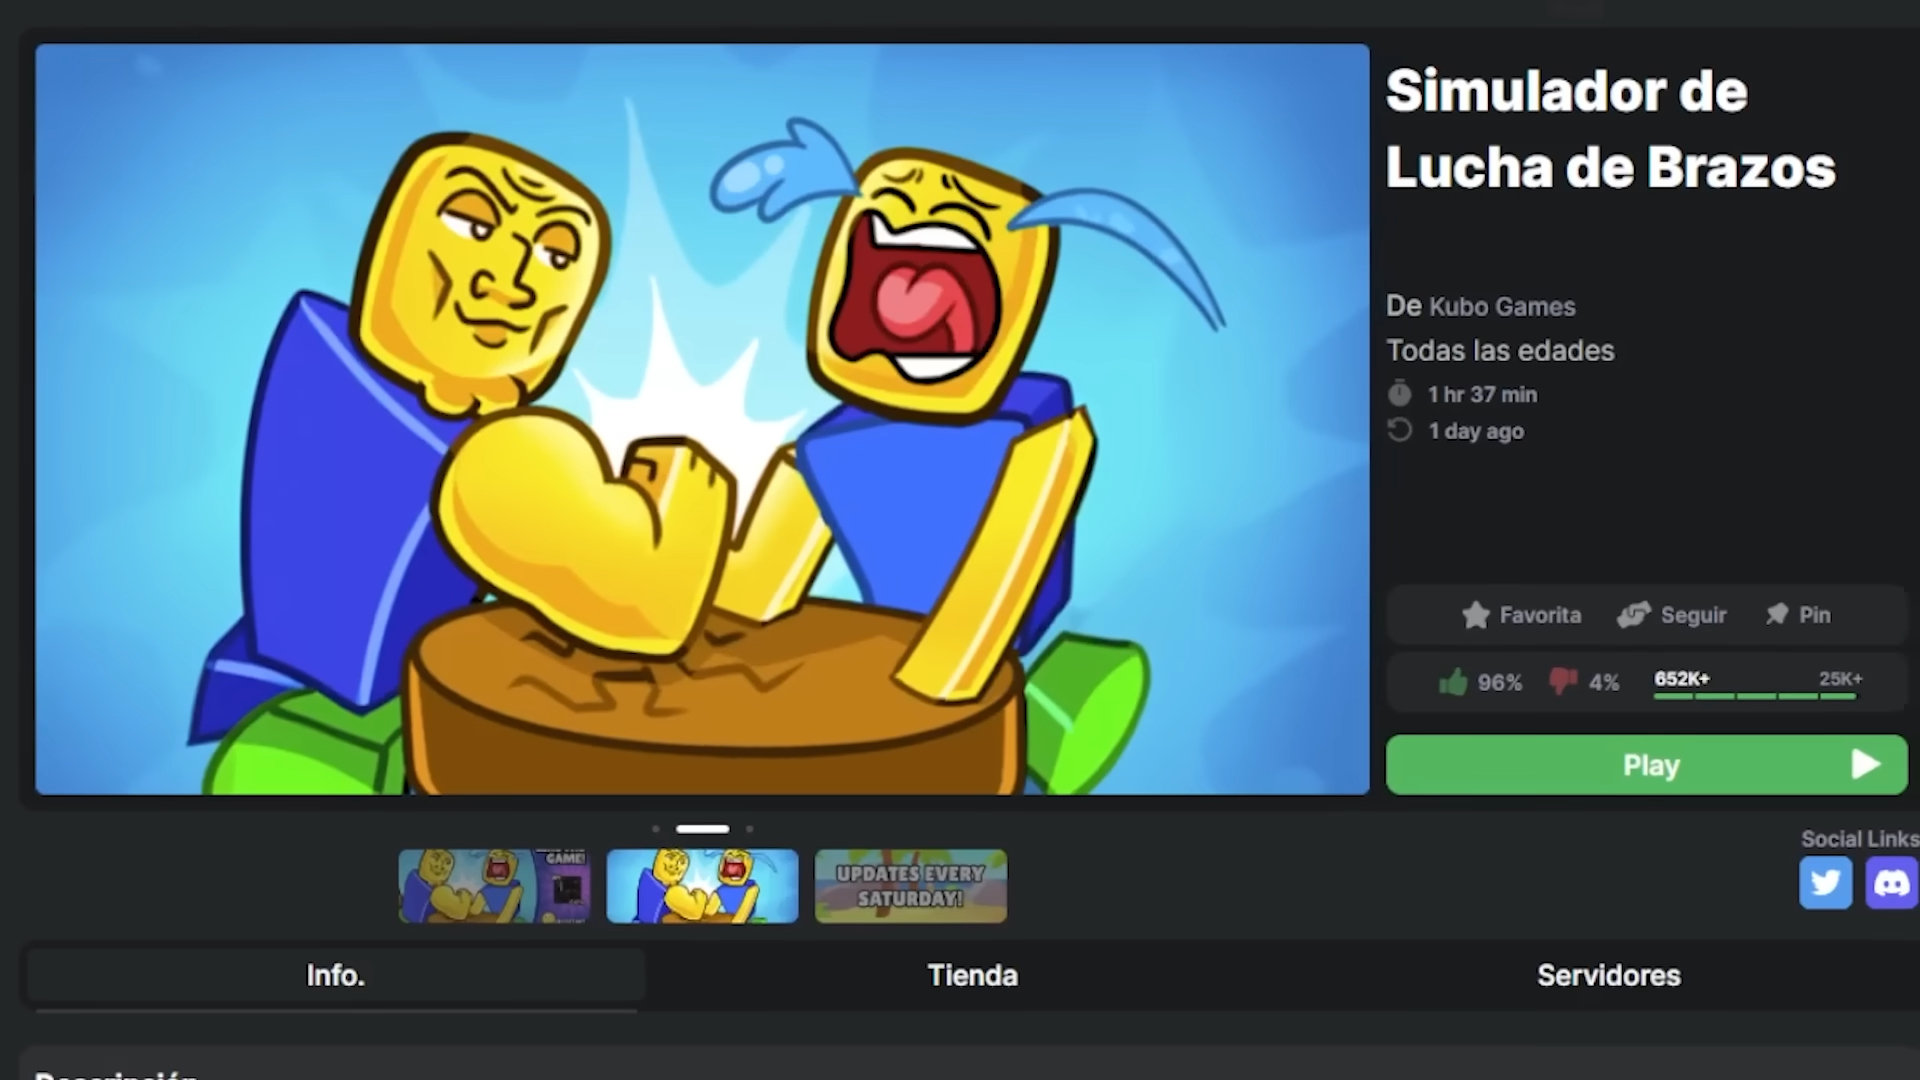 Simulador de
Lucha de Brazos
De Kubo Games
Todas las edades
1 hr 37 min
1 day ago
Favorita Seguir Pin
96% 4% 652K+ 25K+
Play
Social Links
GAME!
UPDATES EVERY
SATURDAY!
Info. Tienda Servidores
Descripción